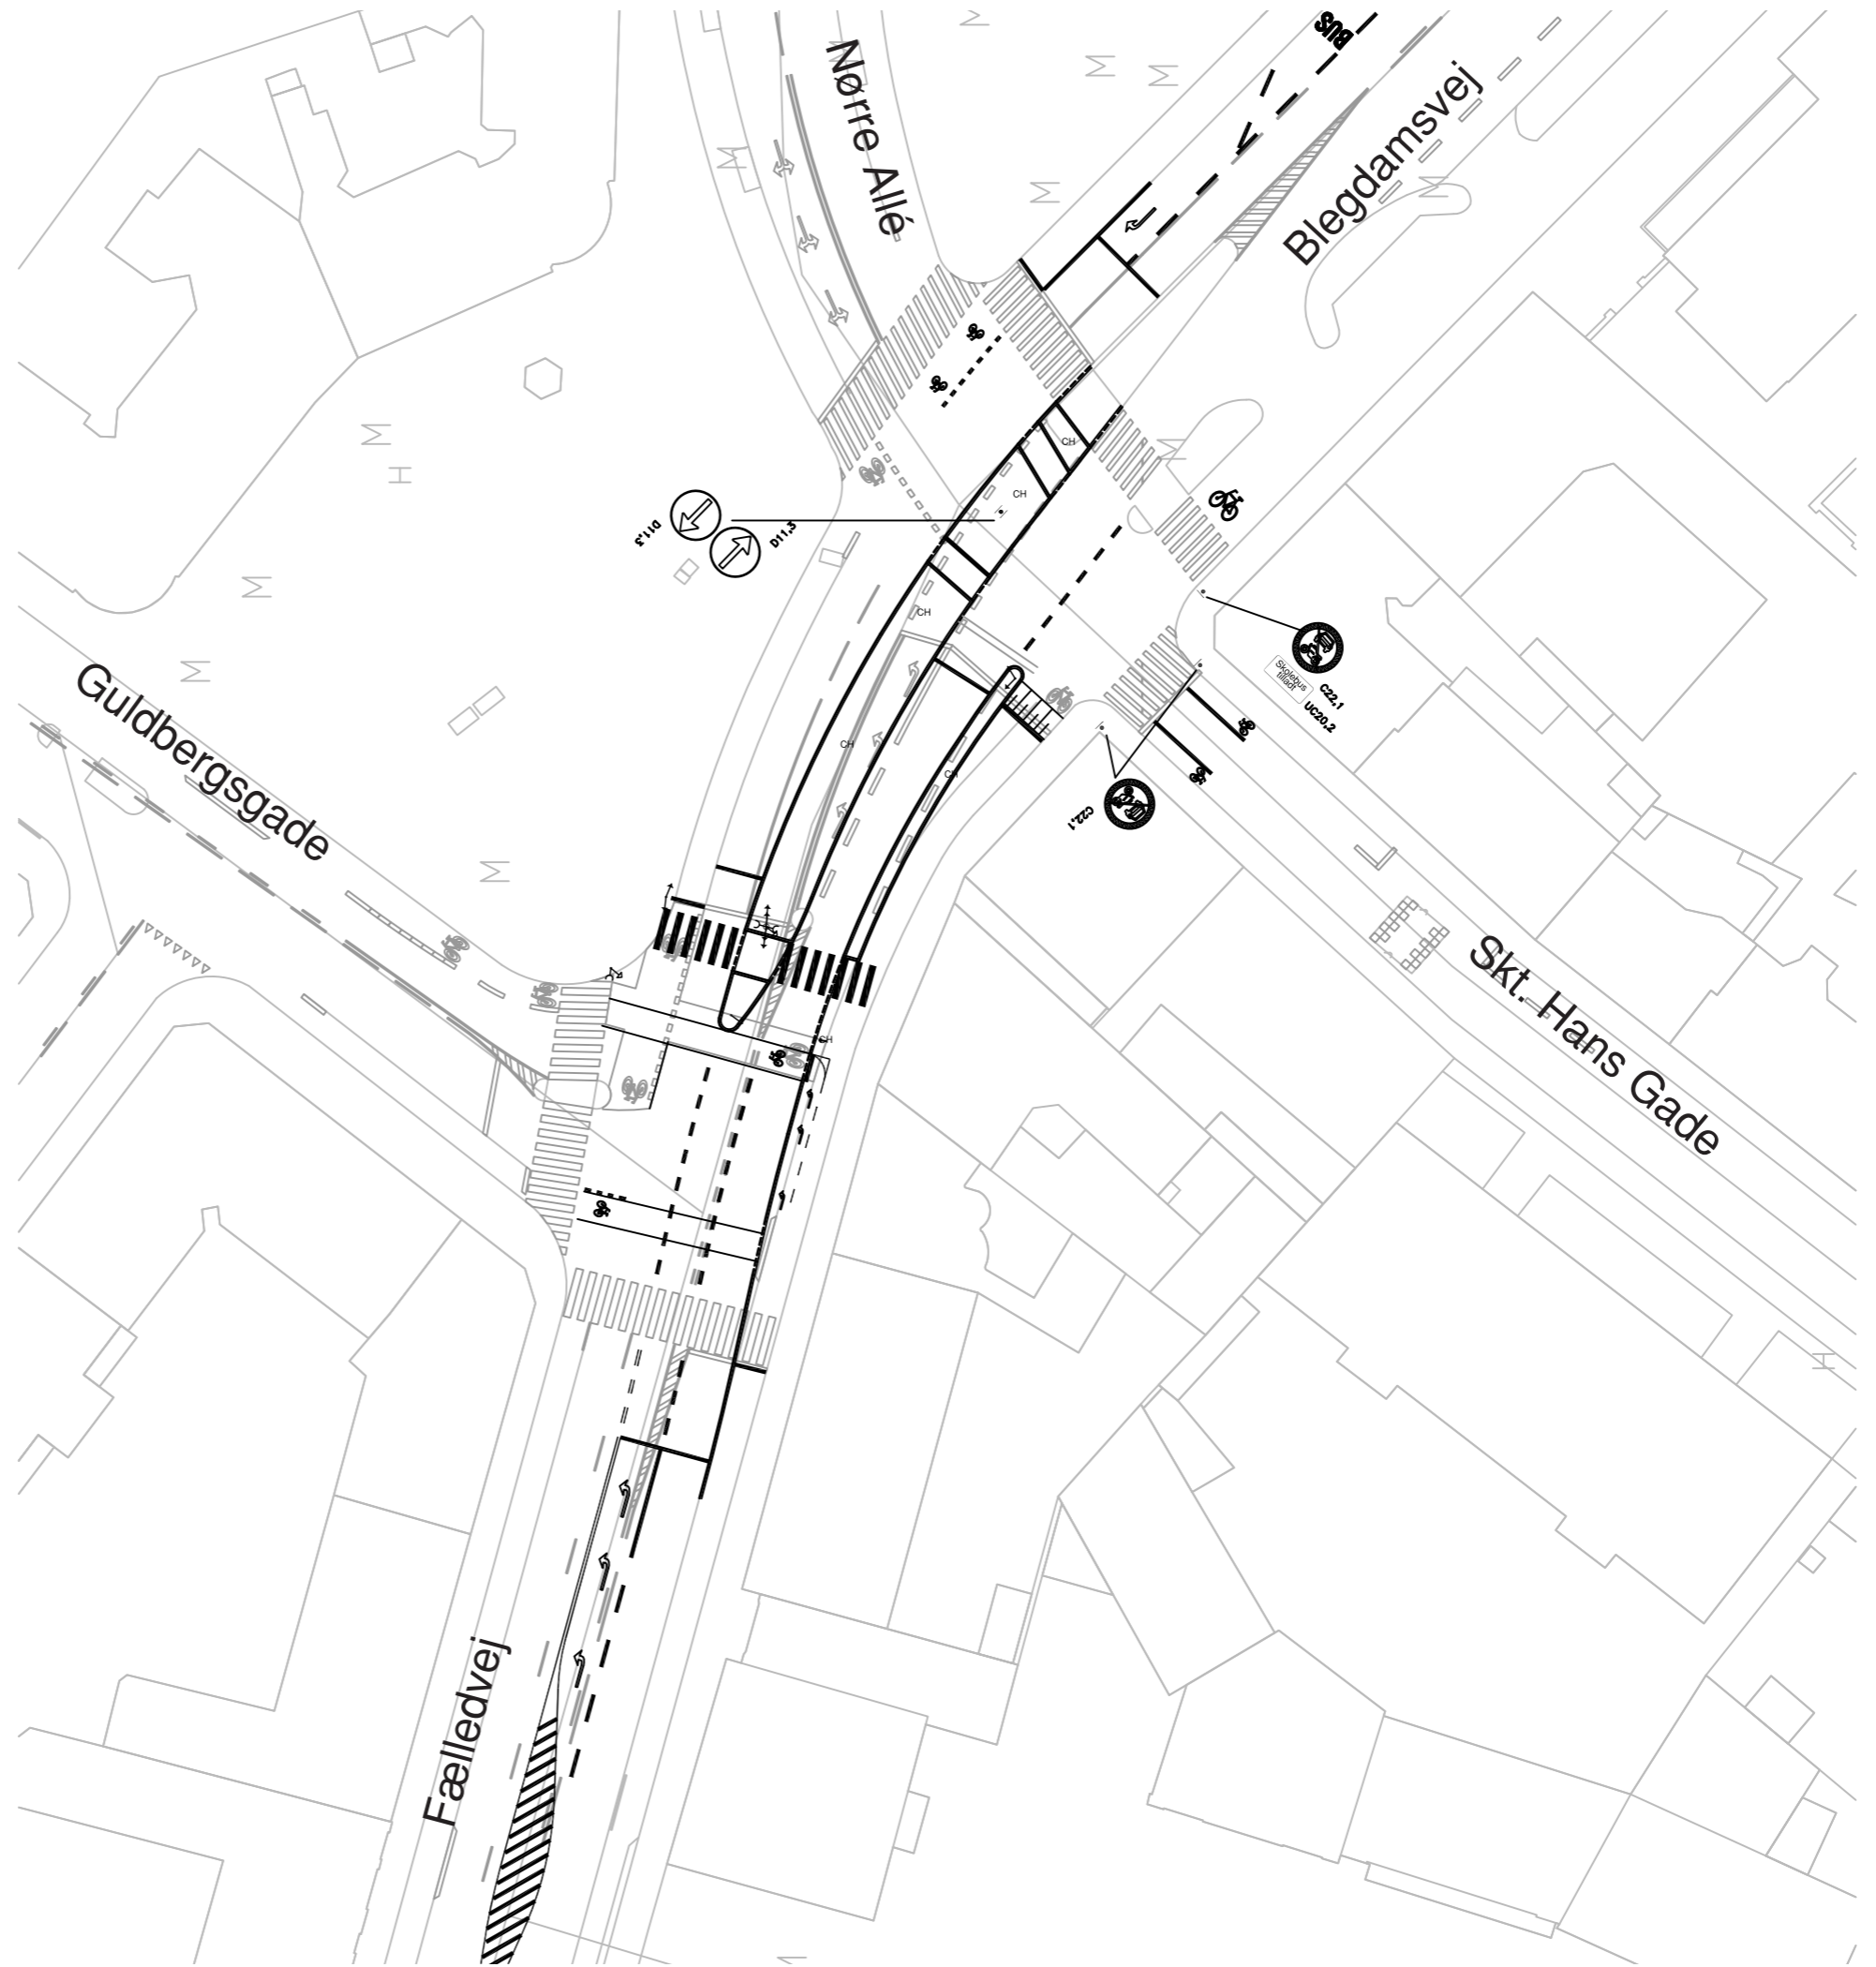 BUS
Nørre Allé
Blegdamsvej
M
M
M
M
M
M
M
M
H
M
CH
CH
D11,3
D11,3
M
CH
M
Guldbergsgade
Skolebus
tilladt
C22,1
UC20,2
CH
CH
C22,1
M
Skt. Hans Gade
CH
H
Fælledvej